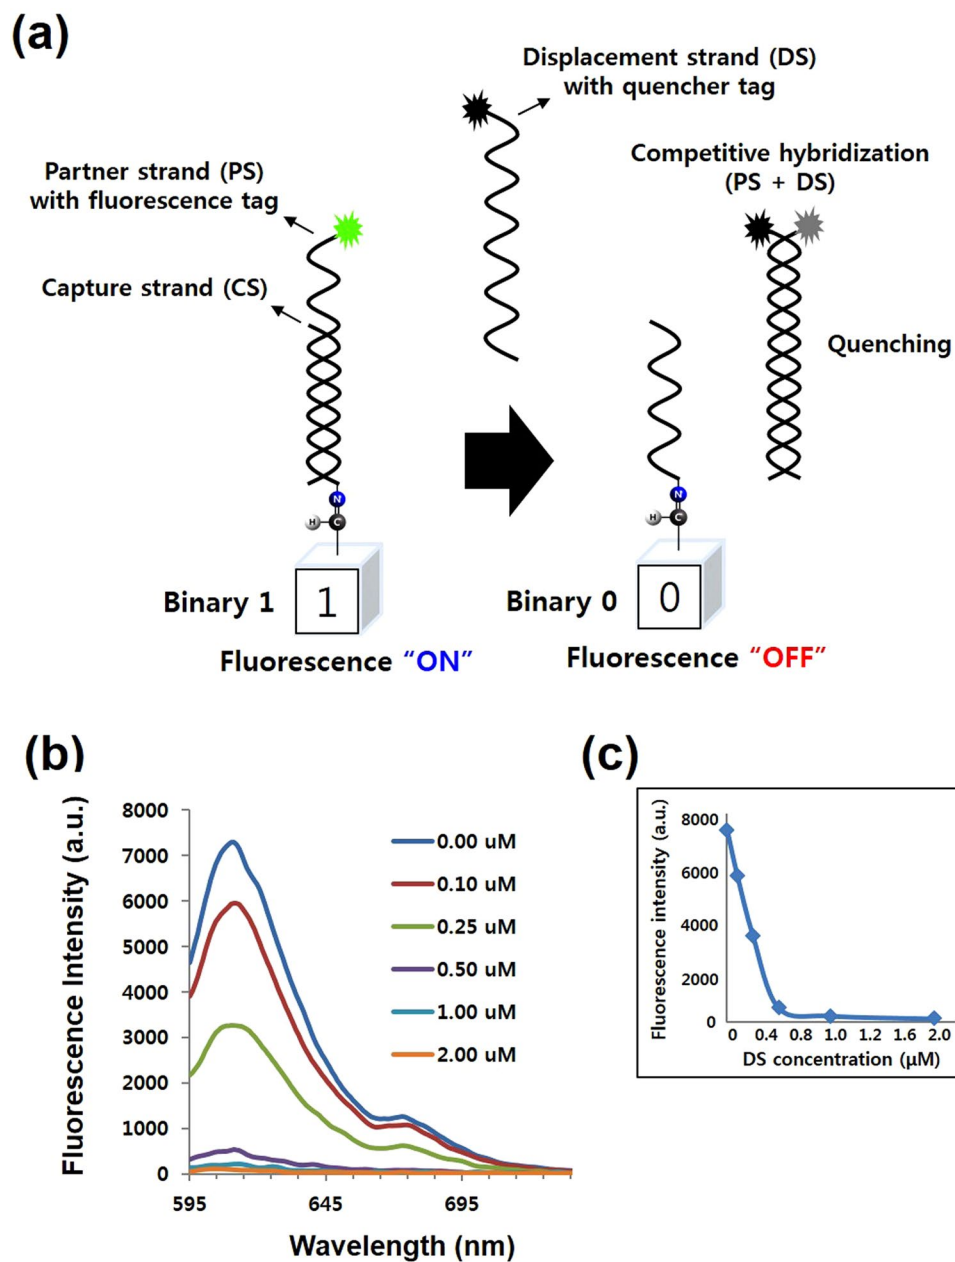 (a)
Displacement strand (DS)
with quencher tag
Partner strand (PS)
with fluorescence tag
Capture strand (CS)
Competitive hybridization
(PS + DS)
Quenching
N
H
C
N
H
C
Binary 1
1
Binary 0
0
Fluorescence “ON”
Fluorescence “OFF”
(b)
Fluorescence Intensity (a.u.)
8000
7000
6000
5000
4000
3000
2000
1000
0
595
645
695
Wavelength (nm)
0.00 uM
0.10 uM
0.25 uM
0.50 uM
1.00 uM
2.00 uM
(c)
Fluorescence intensity (a.u.)
8000
6000
4000
2000
0
0 0.4 0.8 1.0 1.2 1.6 2.0
DS concentration (μM)